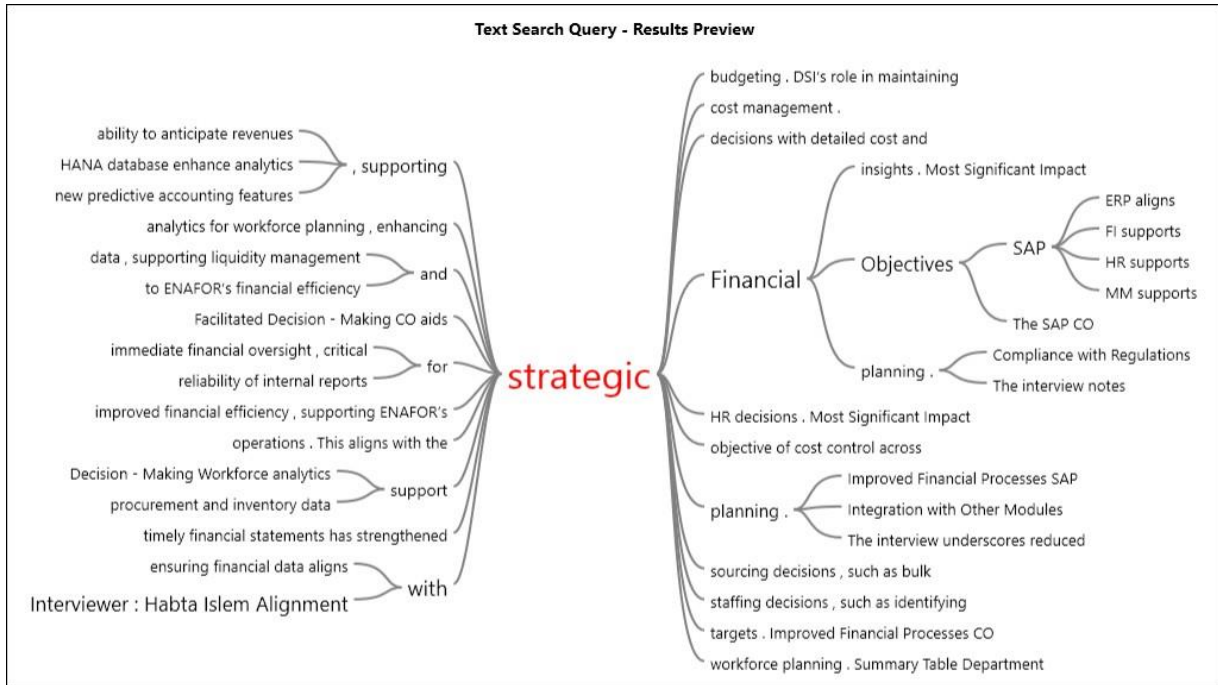 Text Search Query - Results Preview
ability to anticipate revenues
HANA database enhance analytics
new predictive accounting features
, supporting
analytics for workforce planning , enhancing
data , supporting liquidity management
to ENAFOR's financial efficiency
and
Facilitated Decision - Making CO aids
immediate financial oversight , critical
reliability of internal reports
for
improved financial efficiency , supporting ENAFOR's
operations . This aligns with the
Decision - Making Workforce analytics
procurement and inventory data
support
timely financial statements has strengthened
ensuring financial data aligns
Interviewer : Habta Islem Alignment
with
strategic
budgeting . DSI's role in maintaining
cost management .
decisions with detailed cost and
Financial
insights . Most Significant Impact
Objectives
SAP
ERP aligns
FI supports
HR supports
MM supports
The SAP CO
planning .
Compliance with Regulations
The interview notes
HR decisions . Most Significant Impact
objective of cost control across
planning .
Improved Financial Processes SAP
Integration with Other Modules
The interview underscores reduced
sourcing decisions , such as bulk
staffing decisions , such as identifying
targets . Improved Financial Processes CO
workforce planning . Summary Table Department